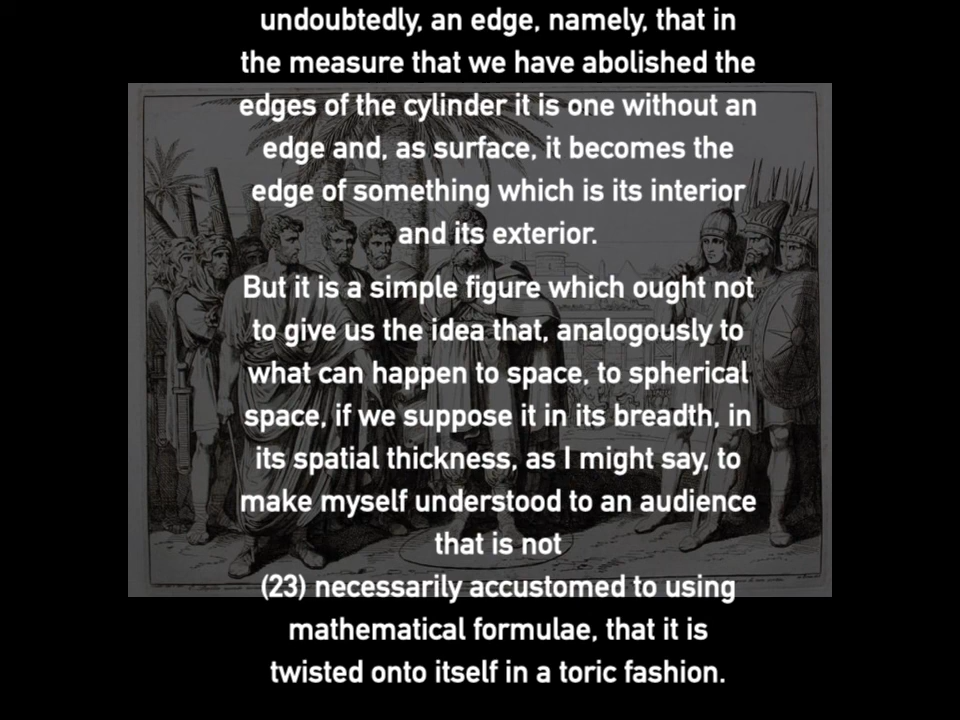 undoubtedly, an edge, namely, that in
the measure that we have abolished the
edges of the cylinder it is one without an
edge and, as surface, it becomes the
edge of something which is its interior
and its exterior.
But it is a simple figure which ought not
to give us the idea that, analogously to
what can happen to space, to spherical
space, if we suppose it in its breadth, in
its spatial thickness, as I might say, to
make myself understood to an audience
that is not
(23) necessarily accustomed to using
mathematical formulae, that it is
twisted onto itself in a toric fashion.